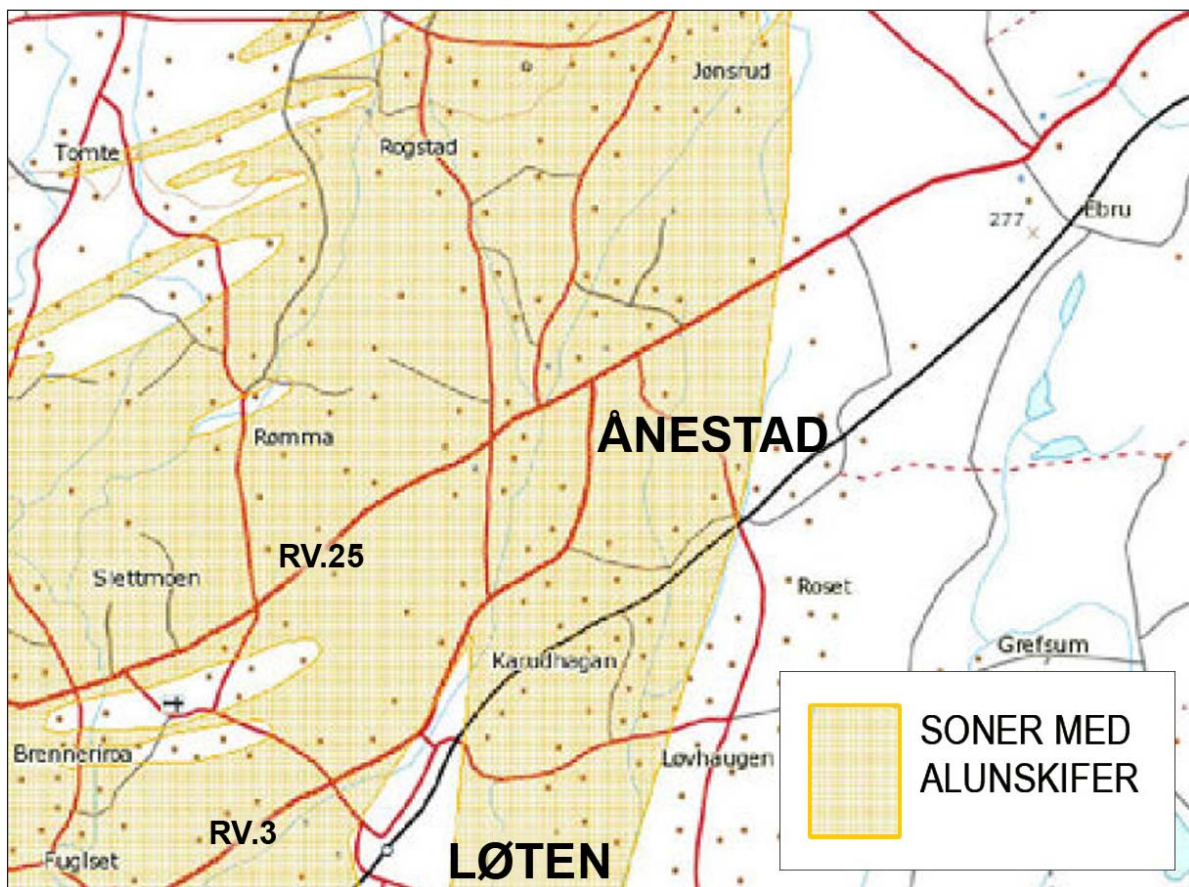 Jønsrud
Tomte
Rogstad
277
Ebru
ÅNESTAD
Rømma
RV.25
Slettmoen
Roset
Karudhagan
Grefsum
SONER MED
ALUNSKIFER
Brenneriroa
Løvhaugen
RV.3
LØTEN
Fuglset